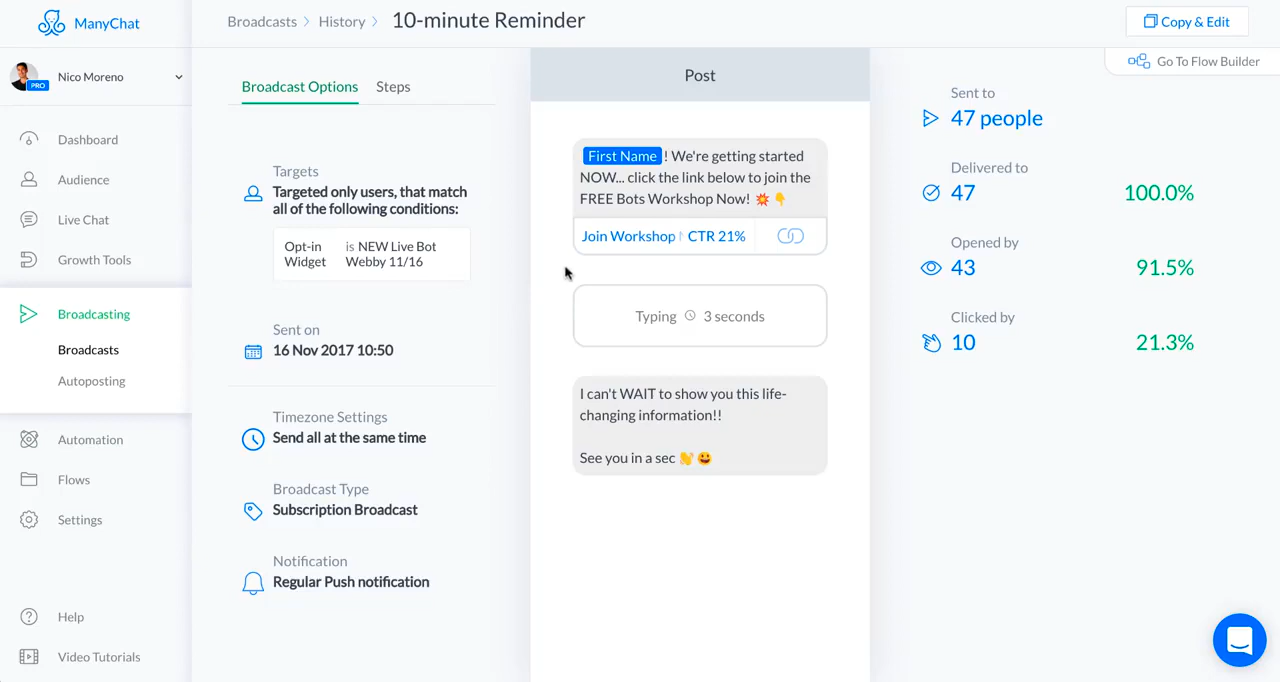 ManyChat
Broadcasts > History > 10-minute Reminder
Copy & Edit
Go To Flow Builder
PRO
Nico Moreno
Dashboard
Audience
Live Chat
Growth Tools
Broadcasting
Broadcasts
Autoposting
Automation
Flows
Settings
Help
Video Tutorials
Broadcast Options
Steps
Targets
Targeted only users, that match
all of the following conditions:
Opt-in is NEW Live Bot
Widget Webby 11/16
Sent on
16 Nov 2017 10:50
Timezone Settings
Send all at the same time
Broadcast Type
Subscription Broadcast
Notification
Regular Push notification
Post
First Name ! We're getting started
NOW... click the link below to join the
FREE Bots Workshop Now! 💥 👇
Join Workshop CTR 21%
Typing 3 seconds
I can't WAIT to show you this life-
changing information!!
See you in a sec 👋 😃
Sent to
47 people
Delivered to
47 100.0%
Opened by
43 91.5%
Clicked by
10 21.3%